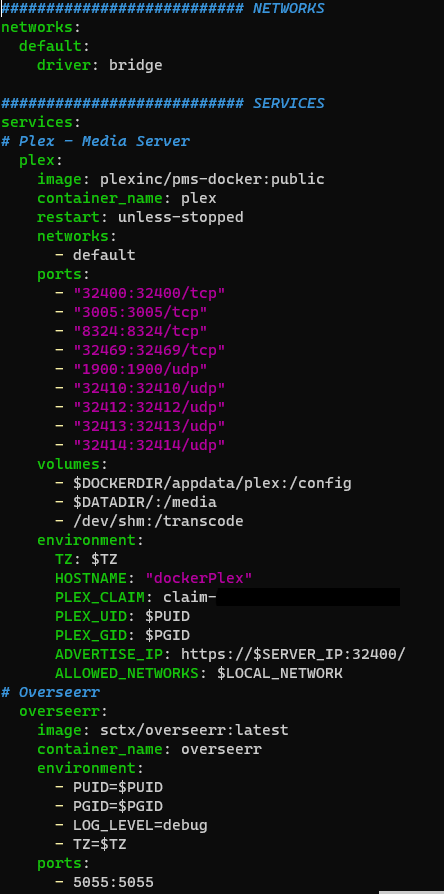 ########################### NETWORKS
networks:
  default:
    driver: bridge

########################### SERVICES
services:
# Plex - Media Server
  plex:
    image: plexinc/pms-docker:public
    container_name: plex
    restart: unless-stopped
    networks:
      - default
    ports:
      - "32400:32400/tcp"
      - "3005:3005/tcp"
      - "8324:8324/tcp"
      - "32469:32469/tcp"
      - "1900:1900/udp"
      - "32410:32410/udp"
      - "32412:32412/udp"
      - "32413:32413/udp"
      - "32414:32414/udp"
    volumes:
      - $DOCKERDIR/appdata/plex:/config
      - $DATADIR/:/media
      - /dev/shm:/transcode
    environment:
      TZ: $TZ
      HOSTNAME: "dockerPlex"
      PLEX_CLAIM: claim-
      PLEX_UID: $PUID
      PLEX_GID: $PGID
      ADVERTISE_IP: https://$SERVER_IP:32400/
      ALLOWED_NETWORKS: $LOCAL_NETWORK
# Overseerr
  overseerr:
    image: sctx/overseerr:latest
    container_name: overseerr
    environment:
      - PUID=$PUID
      - PGID=$PGID
      - LOG_LEVEL=debug
      - TZ=$TZ
    ports:
      - 5055:5055